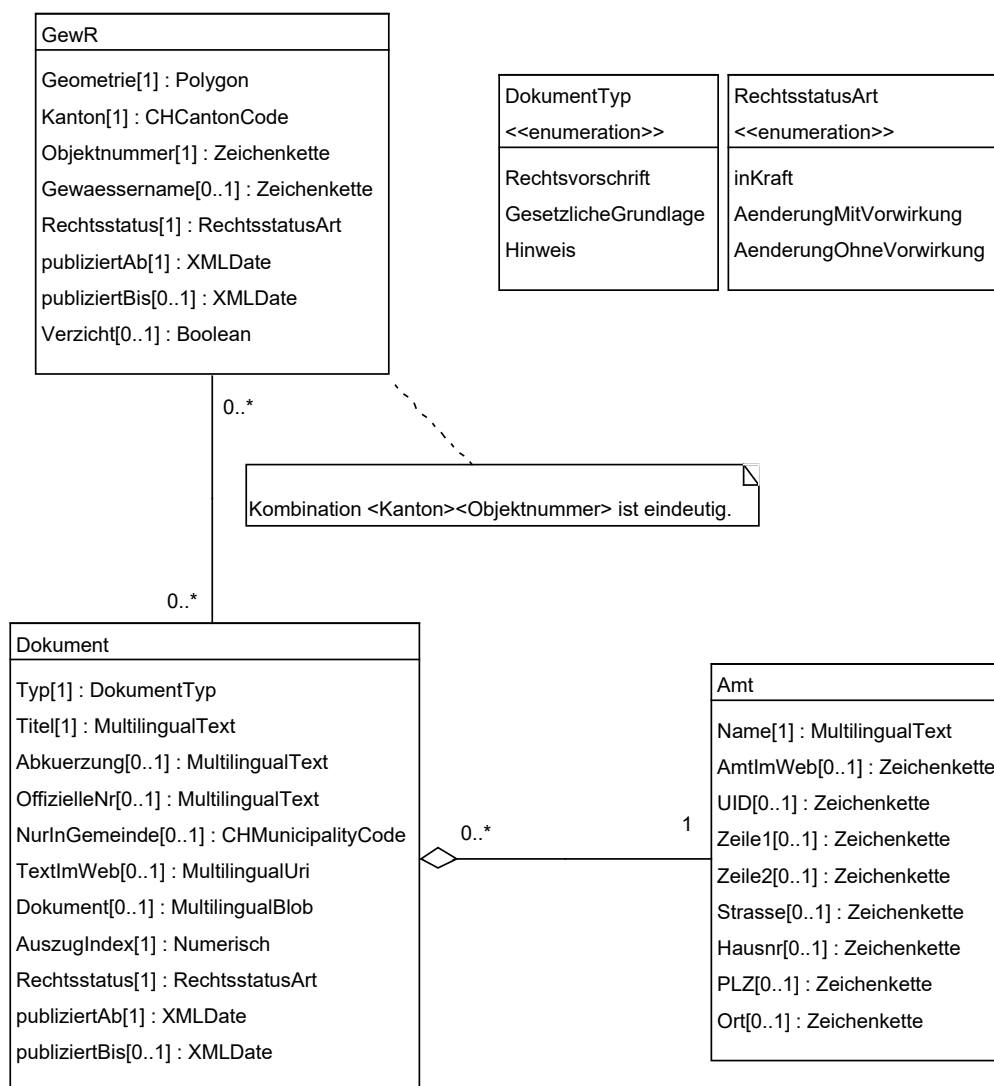 GewR
Geometrie[1] : Polygon
Kanton[1] : CHCantonCode
Objektnummer[1] : Zeichenkette
Gewaessername[0..1] : Zeichenkette
Rechtsstatus[1] : RechtsstatusArt
publiziertAb[1] : XMLDate
publiziertBis[0..1] : XMLDate
Verzicht[0..1] : Boolean
DokumentTyp
<<enumeration>>
Rechtsvorschrift
GesetzlicheGrundlage
Hinweis
RechtsstatusArt
<<enumeration>>
inKraft
AenderungMitVorwirkung
AenderungOhneVorwirkung
0..*
Kombination <Kanton><Objektnummer> ist eindeutig.
0..*
Dokument
Typ[1] : DokumentTyp
Titel[1] : MultilingualText
Abkuerzung[0..1] : MultilingualText
OffizielleNr[0..1] : MultilingualText
NurInGemeinde[0..1] : CHMunicipalityCode
TextImWeb[0..1] : MultilingualUri
Dokument[0..1] : MultilingualBlob
AuszugIndex[1] : Numerisch
Rechtsstatus[1] : RechtsstatusArt
publiziertAb[1] : XMLDate
publiziertBis[0..1] : XMLDate
0..*
1
Amt
Name[1] : MultilingualText
AmtImWeb[0..1] : Zeichenkette
UID[0..1] : Zeichenkette
Zeile1[0..1] : Zeichenkette
Zeile2[0..1] : Zeichenkette
Strasse[0..1] : Zeichenkette
Hausnr[0..1] : Zeichenkette
PLZ[0..1] : Zeichenkette
Ort[0..1] : Zeichenkette